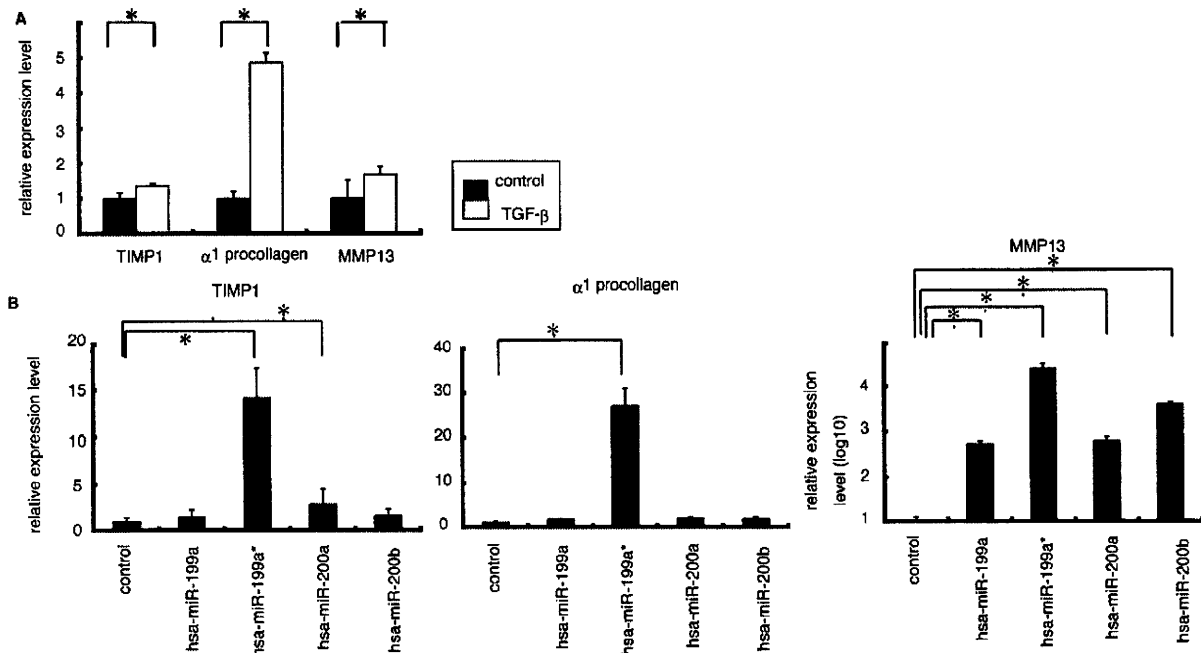 A
*
*
*
relative expression level
5
4
3
2
1
0
TIMP1
α1 procollagen
MMP13
control
TGF-β
B
TIMP1
*
*
relative expression level
20
15
10
5
0
control
hsa-miR-199a
hsa-miR-199a*
hsa-miR-200a
hsa-miR-200b
α1 procollagen
*
40
30
20
10
0
control
hsa-miR-199a
hsa-miR-199a*
hsa-miR-200a
hsa-miR-200b
MMP13
*
*
*
*
relative expression
level (log10)
4
3
2
1
control
hsa-miR-199a
hsa-miR-199a*
hsa-miR-200a
hsa-miR-200b